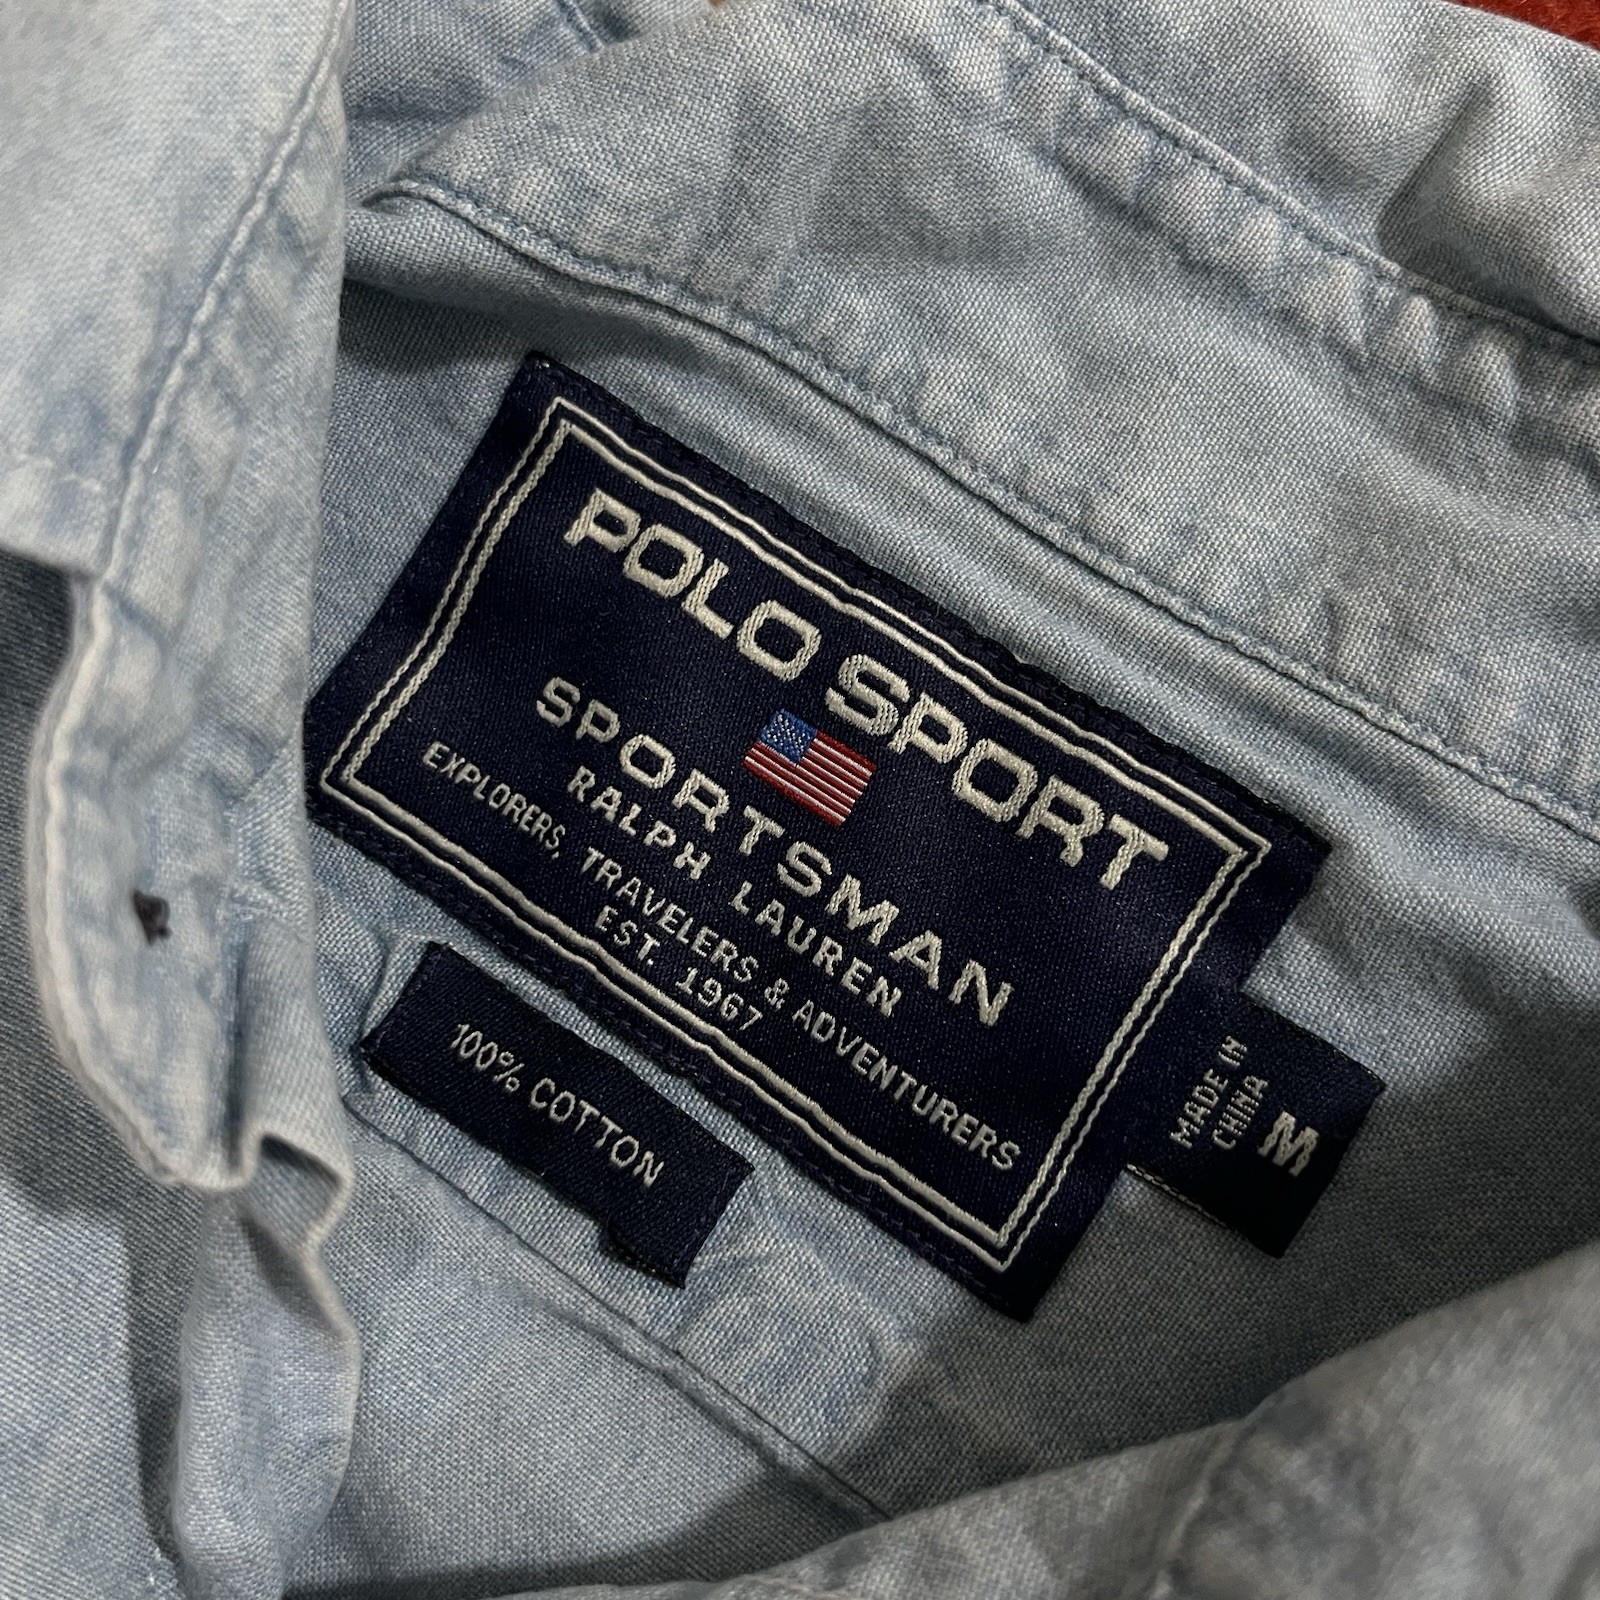 POLO SPORT
SPORTSMAN
RALPH LAUREN
EXPLORERS, TRAVELERS & ADVENTURERS
EST. 1967
100% COTTON
MADE IN
CHINA
M